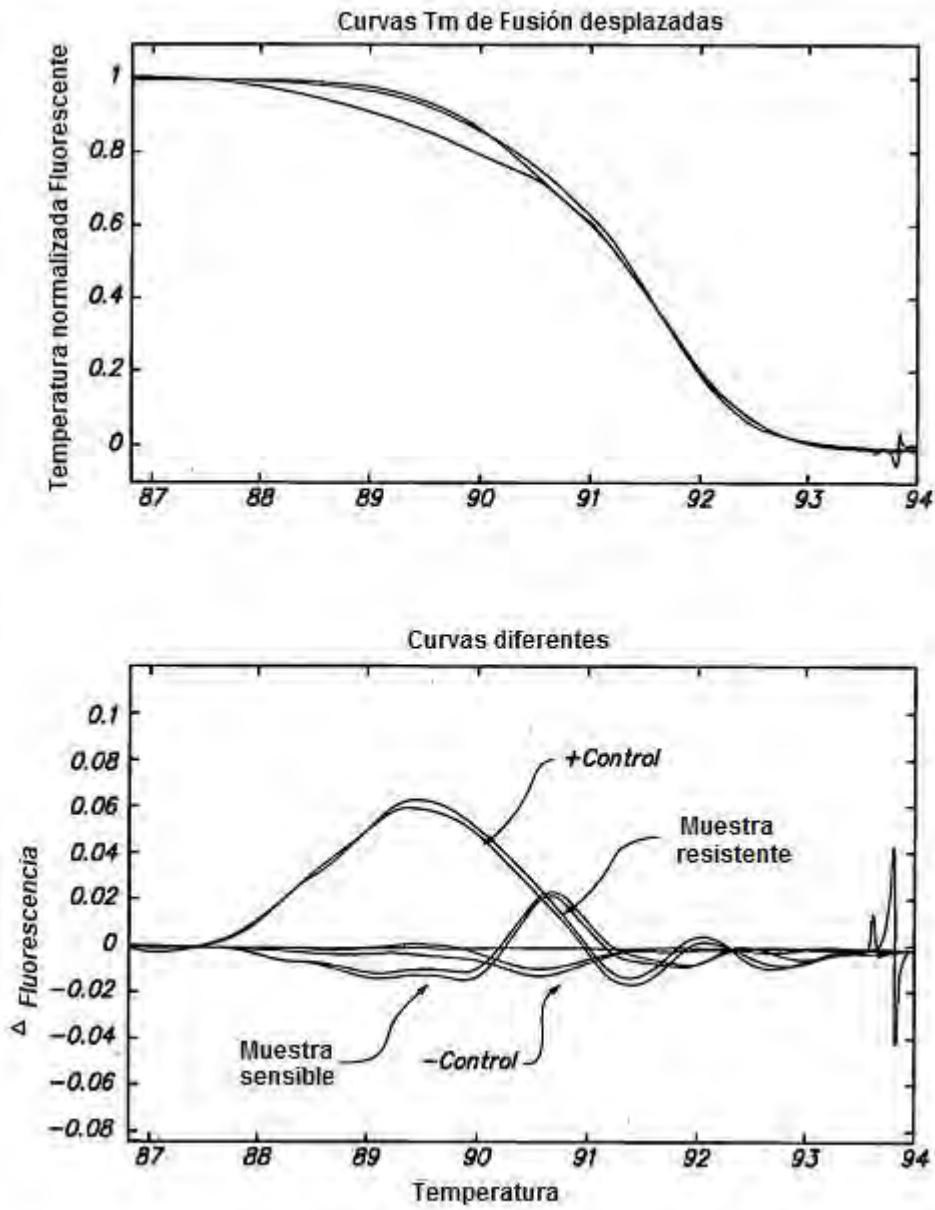 Curvas Tm de Fusión desplazadas
Temperatura normalizada Fluorescente
1
0.8
0.6
0.4
0.2
0
87 88 89 90 91 92 93 94
Curvas diferentes
Δ Fluorescencia
0.1
0.08
0.06
0.04
0.02
0
−0.02
−0.04
−0.06
−0.08
+Control
Muestra
resistente
Muestra
sensible
−Control
87 88 89 90 91 92 93 94
Temperatura